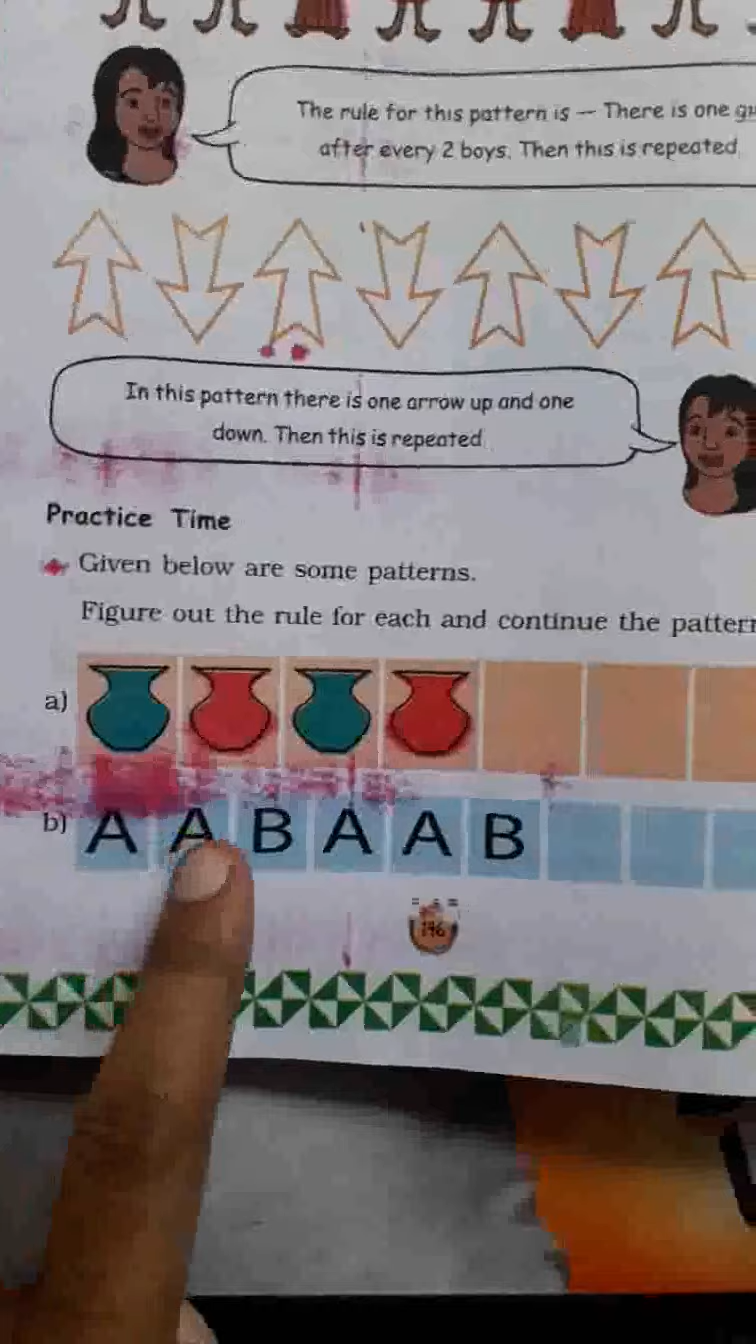 The rule for this pattern is — There is one
after every 2 boys. Then this is repeated.
In this pattern there is one arrow up and one
down. Then this is repeated.
Practice Time
Given below are some patterns.
Figure out the rule for each and continue the pattern
a)
b) A A B A A B
196